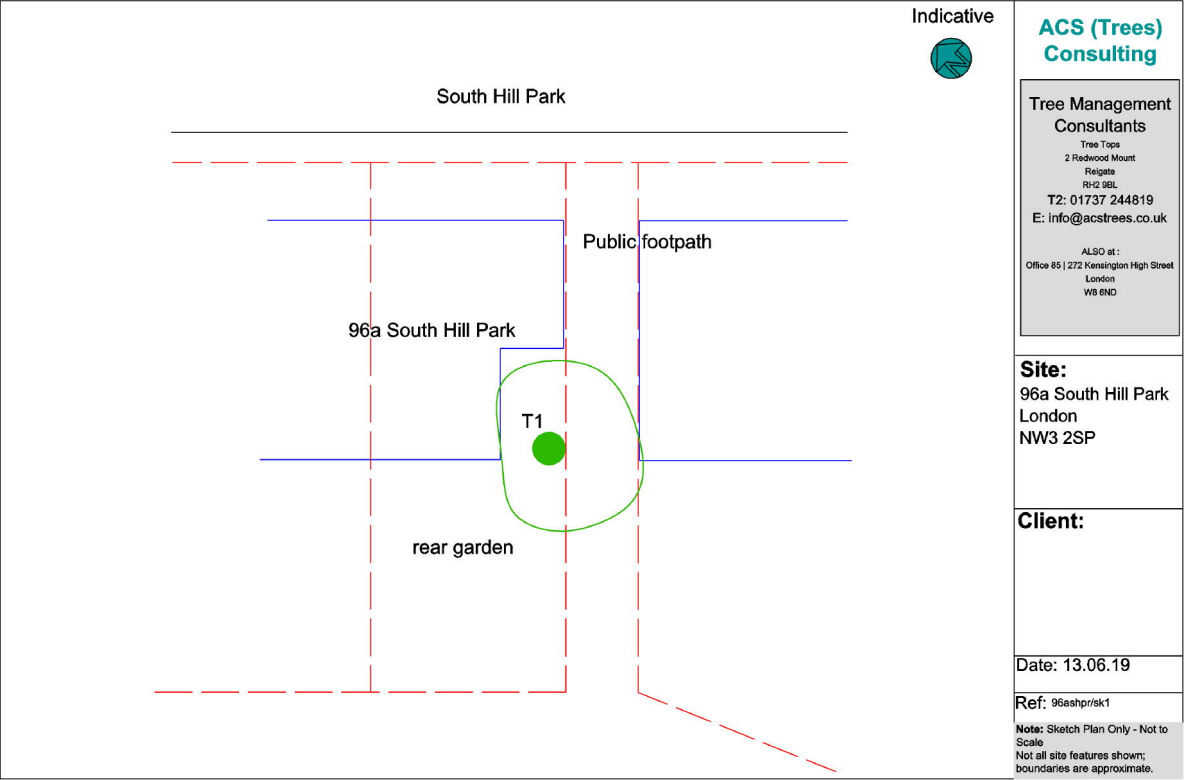 Indicative
South Hill Park
Public footpath
96a South Hill Park
T1
rear garden
ACS (Trees)
Consulting
Tree Management
Consultants
Tree Tops
2 Redwood Mount
Reigate
RH2 9BL
T2: 01737 244819
E: info@acstrees.co.uk
ALSO at :
Office 85 | 272 Kensington High Street
London
W8 6ND
Site:
96a South Hill Park
London
NW3 2SP
Client:
Date: 13.06.19
Ref: 96ashpr/sk1
Note: Sketch Plan Only - Not to
Scale
Not all site features shown;
boundaries are approximate.